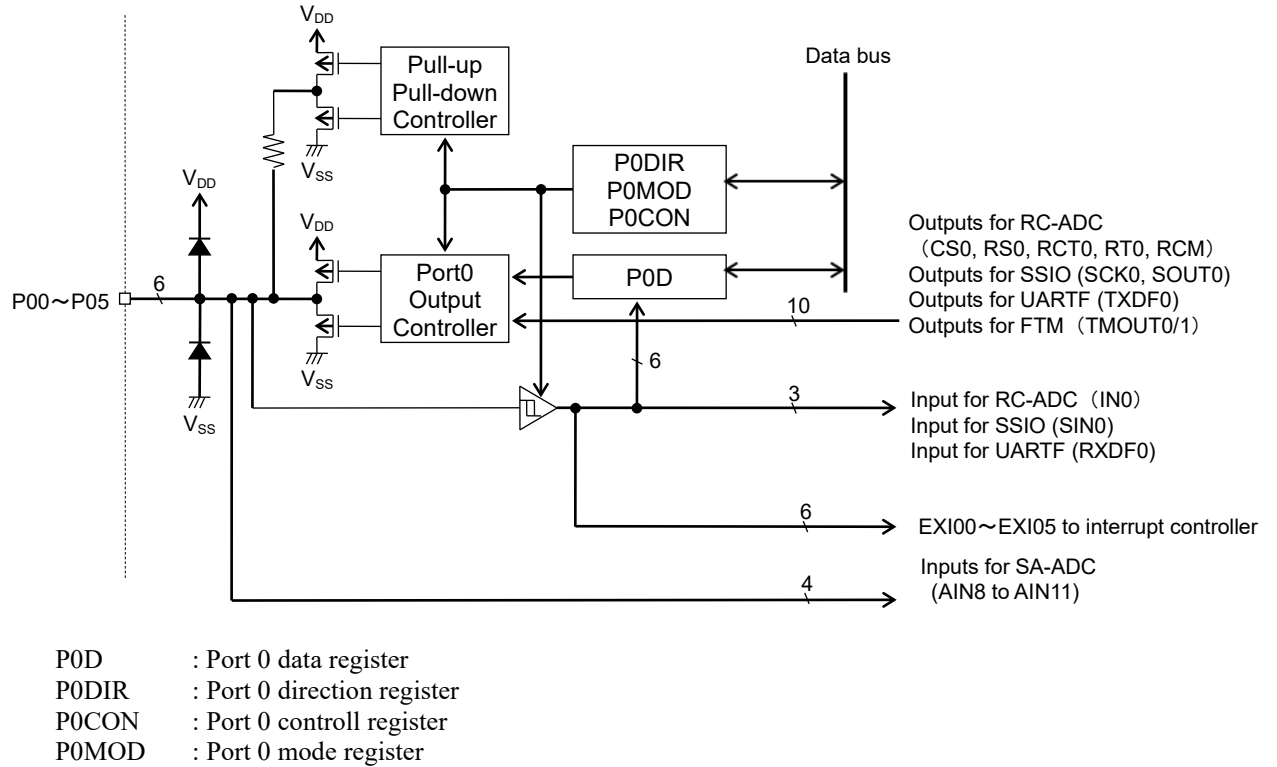 VDD
Pull-up
Pull-down
Controller
VSS
Data bus
P0DIR
P0MOD
P0CON
VDD
VDD
P00～P05
6
VSS
Port0
Output
Controller
VSS
P0D
6
10
Outputs for RC-ADC
（CS0, RS0, RCT0, RT0, RCM）
Outputs for SSIO (SCK0, SOUT0)
Outputs for UARTF (TXDF0)
Outputs for FTM（TMOUT0/1）
3
Input for RC-ADC（IN0）
Input for SSIO (SIN0)
Input for UARTF (RXDF0)
6
EXI00～EXI05 to interrupt controller
4
Inputs for SA-ADC
(AIN8 to AIN11)
P0D : Port 0 data register
P0DIR : Port 0 direction register
P0CON : Port 0 controll register
P0MOD : Port 0 mode register